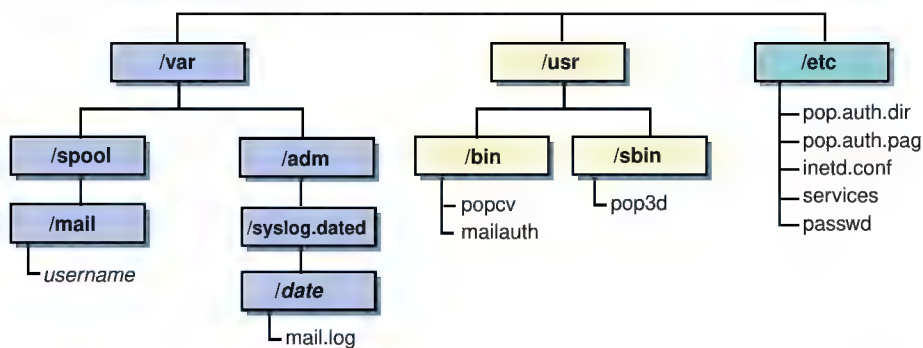 /var
/usr
/etc
/spool
/adm
/bin
/sbin
/mail
/syslog.dated
username
/date
mail.log
popcv
mailauth
pop3d
pop.auth.dir
pop.auth.pag
inetd.conf
services
passwd